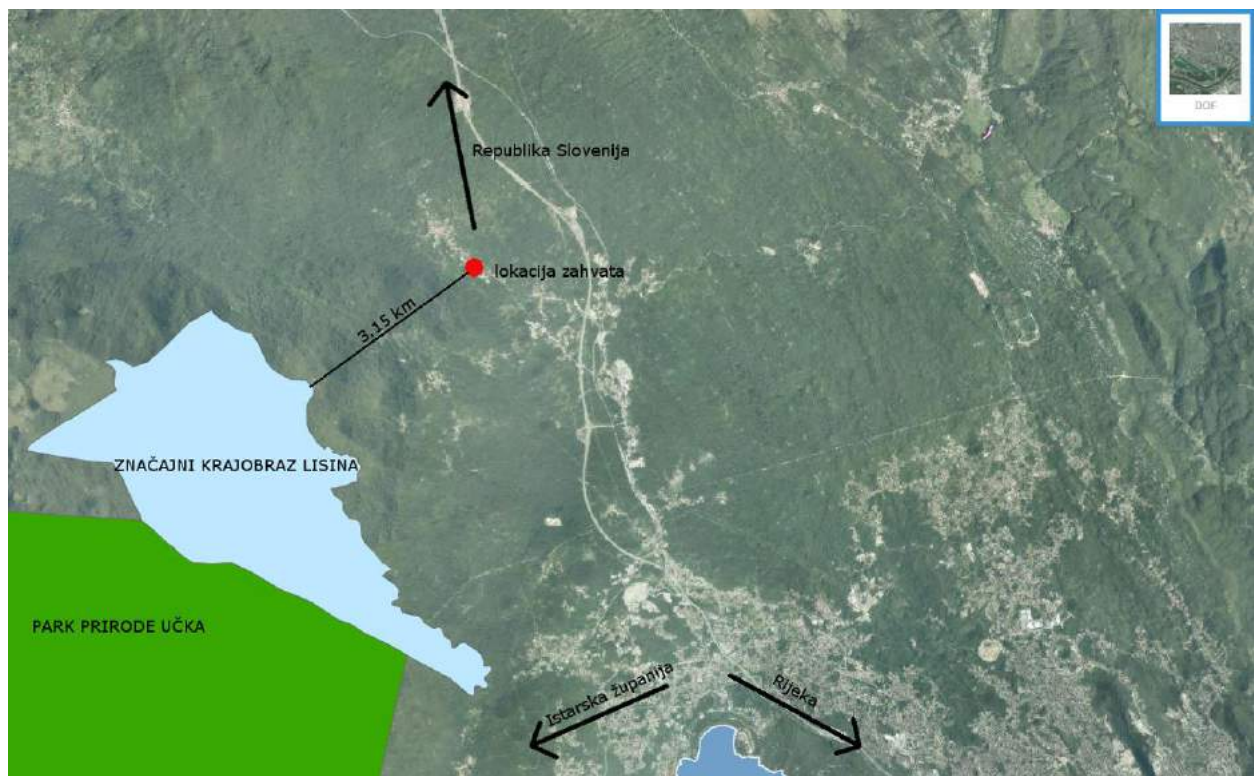 DOF
Republika Slovenija
lokacija zahvata
3,15 km
ZNAČAJNI KRAJOBRAZ LISINA
PARK PRIRODE UČKA
Istarska županija
Rijeka